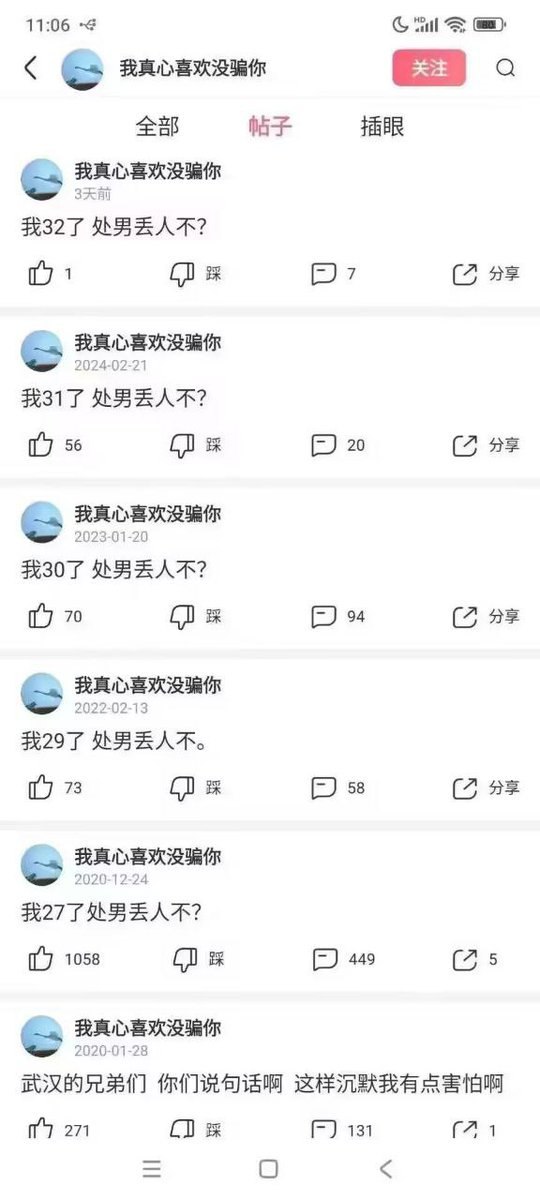 11:06
HD
80
我真心喜欢没骗你
关注
全部
帖子
插眼
我真心喜欢没骗你
3天前
我32了 处男丢人不?
1
踩
7
分享
我真心喜欢没骗你
2024-02-21
我31了 处男丢人不?
56
踩
20
分享
我真心喜欢没骗你
2023-01-20
我30了 处男丢人不?
70
踩
94
分享
我真心喜欢没骗你
2022-02-13
我29了 处男丢人不。
73
踩
58
分享
我真心喜欢没骗你
2020-12-24
我27了处男丢人不?
1058
踩
449
5
我真心喜欢没骗你
2020-01-28
武汉的兄弟们 你们说句话啊 这样沉默我有点害怕啊
271
踩
131
1